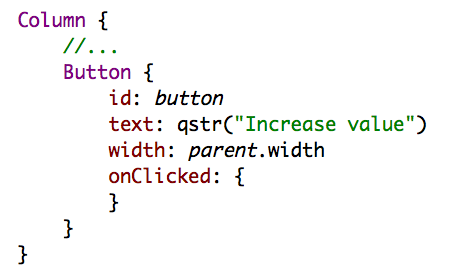 Column {
    //...
    Button {
        id: button
        text: qstr("Increase value")
        width: parent.width
        onClicked: {
        }
    }
}